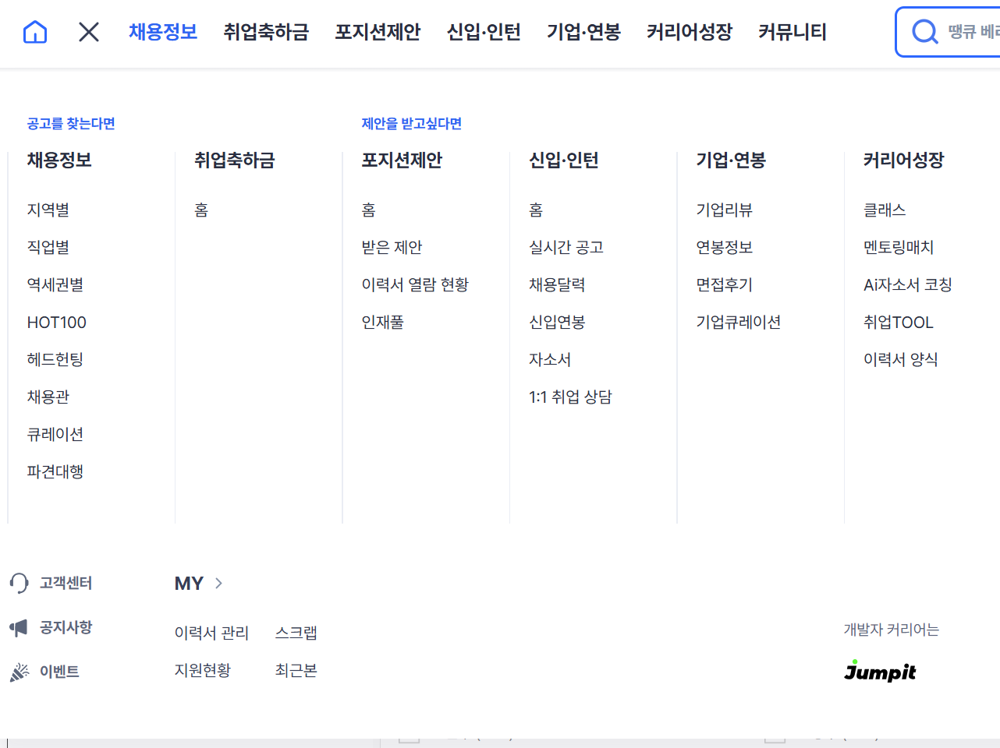 채용정보 취업축하금 포지션제안 신입·인턴 기업·연봉 커리어성장 커뮤니티
땡큐
공고를 찾는다면
제안을 받고싶다면
채용정보
지역별
직업별
역세권별
HOT100
헤드헌팅
채용관
큐레이션
파견대행
취업축하금
홈
포지션제안
홈
받은 제안
이력서 열람 현황
인재풀
신입·인턴
홈
실시간 공고
채용달력
신입연봉
자소서
1:1 취업 상담
기업·연봉
기업리뷰
연봉정보
면접후기
기업큐레이션
커리어성장
클래스
멘토링매치
Ai자소서 코칭
취업TOOL
이력서 양식
고객센터
공지사항
이벤트
MY
이력서 관리 스크랩
지원현황 최근본
개발자 커리어는
Jumpit